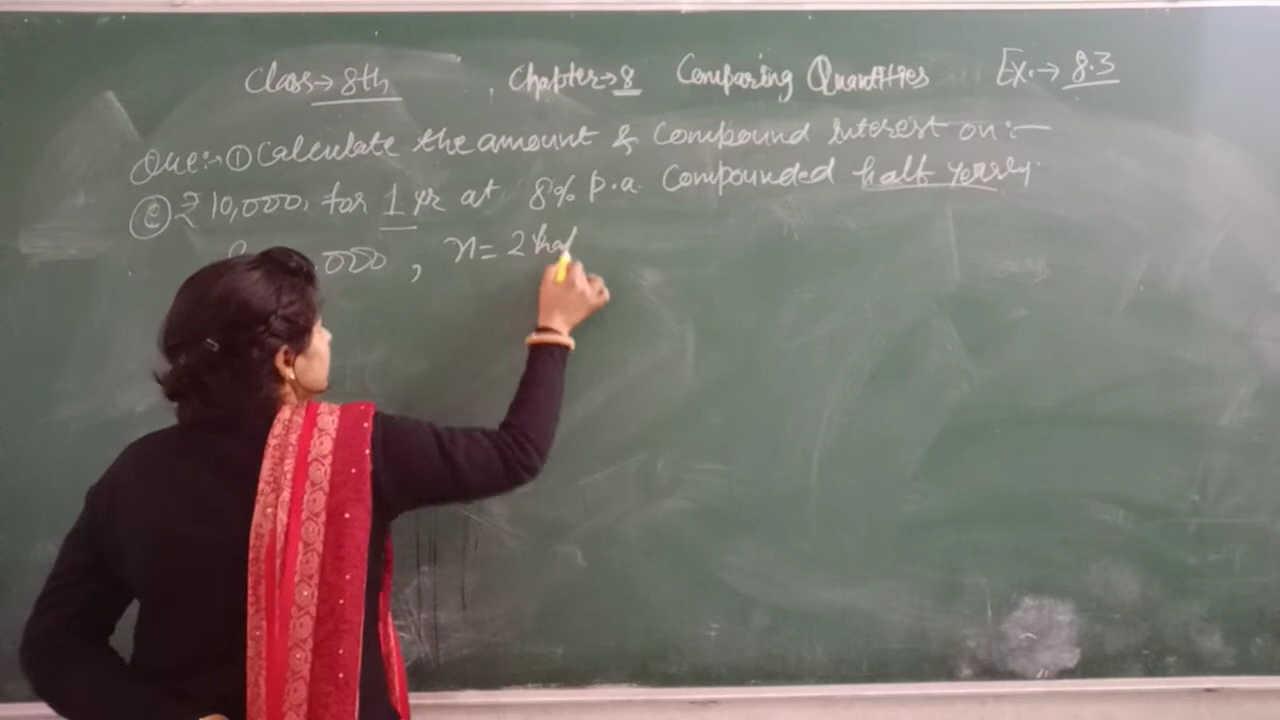 Class→ 8th , Chapter→8 Comparing Quantities Ex.→ 8.3
Que:→ ① Calculate the amount & Compound Interest on:—
ⓔ ₹10,000 for 1 yr at 8% p.a. Compounded half yearly.
000 , n= 2 ha